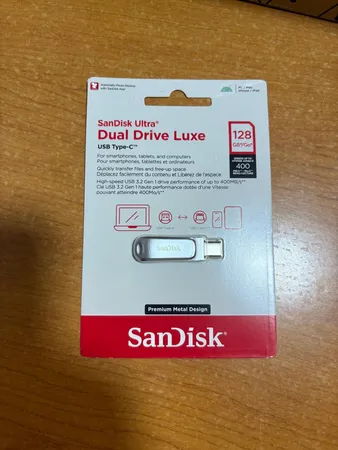 SanDisk Ultra®
Dual Drive Luxe
USB Type-C™
128
GB*/Go*
For smartphones, tablets, and computers
Pour smartphones, tablettes et ordinateurs
400
Quickly transfer files and free-up space
Déplacez facilement du contenu et Libérez de l'espace.
High-speed USB 3.2 Gen 1 drive performance of up to 400MB/s**
Clé USB 3.2 Gen 1 haute performance dotée d'une vitesse
pouvant atteindre 400Mo/s**
SanDisk
Premium Metal Design
SanDisk